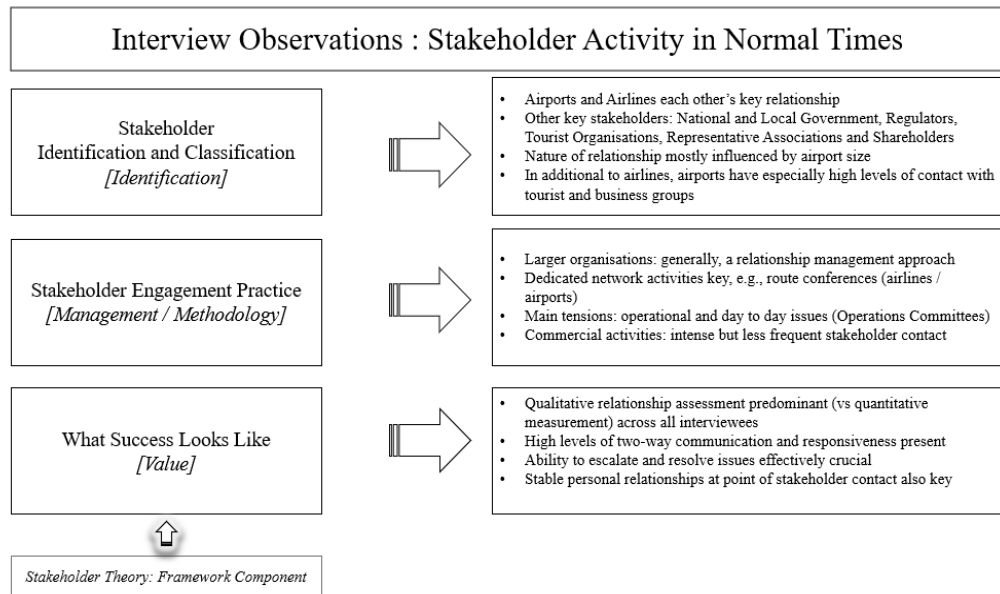 Interview Observations : Stakeholder Activity in Normal Times
Stakeholder
Identification and Classification
[Identification]
• Airports and Airlines each other's key relationship
• Other key stakeholders: National and Local Government, Regulators,
Tourist Organisations, Representative Associations and Shareholders
• Nature of relationship mostly influenced by airport size
• In additional to airlines, airports have especially high levels of contact with
tourist and business groups
Stakeholder Engagement Practice
[Management / Methodology]
• Larger organisations: generally, a relationship management approach
• Dedicated network activities key, e.g., route conferences (airlines /
airports)
• Main tensions: operational and day to day issues (Operations Committees)
• Commercial activities: intense but less frequent stakeholder contact
What Success Looks Like
[Value]
• Qualitative relationship assessment predominant (vs quantitative
measurement) across all interviewees
• High levels of two-way communication and responsiveness present
• Ability to escalate and resolve issues effectively crucial
• Stable personal relationships at point of stakeholder contact also key
Stakeholder Theory: Framework Component